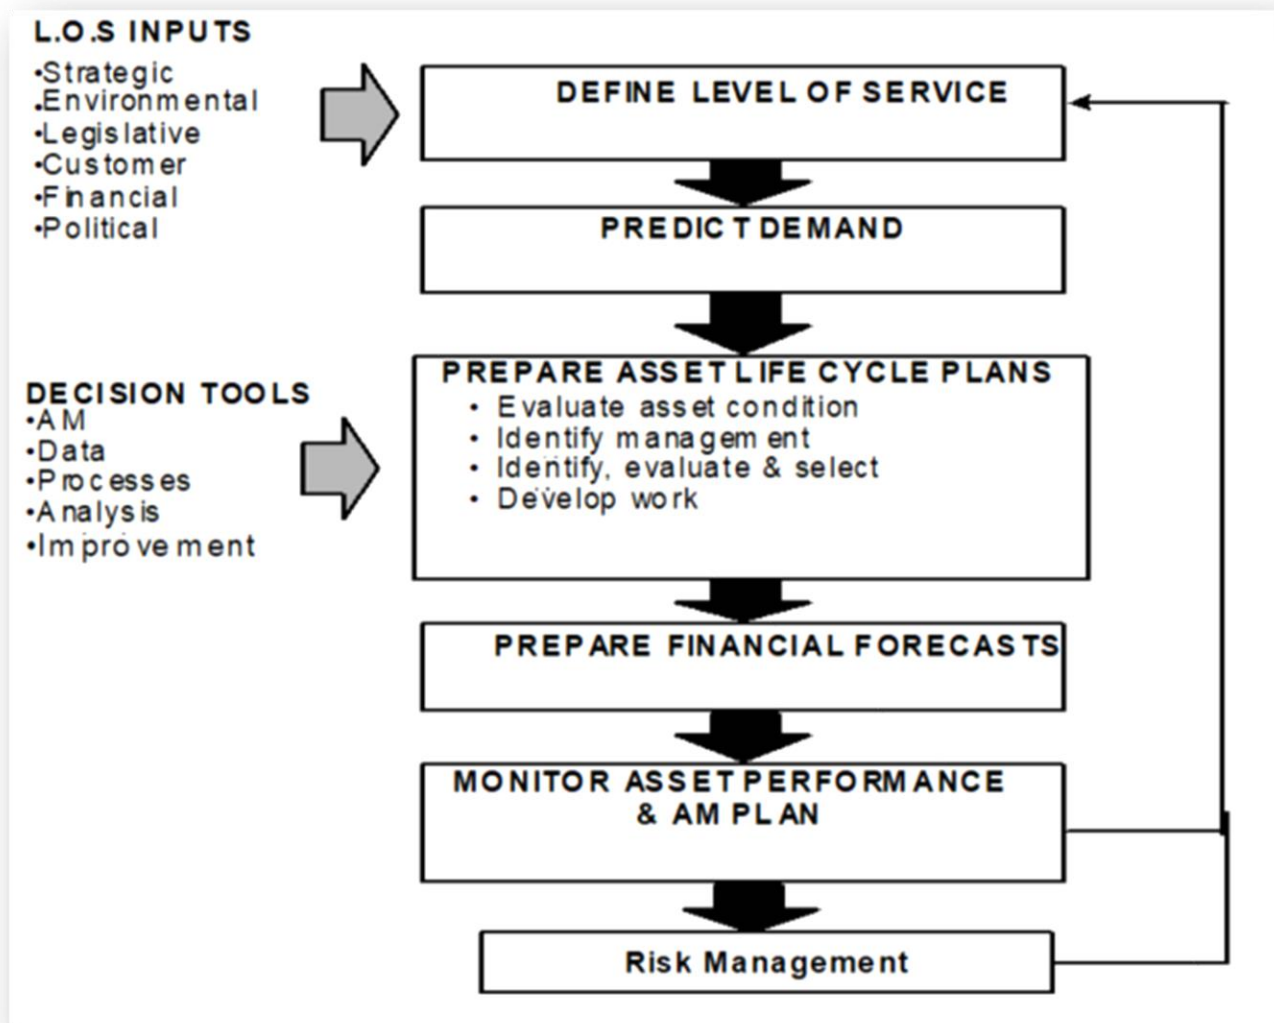 L.O.S INPUTS
•Strategic
•Environmental
•Legislative
•Customer
•Financial
•Political
DEFINE LEVEL OF SERVICE
PREDICT DEMAND
DECISION TOOLS
•AM
•Data
•Processes
•Analysis
•Improvement
PREPARE ASSET LIFE CYCLE PLANS
• Evaluate asset condition
• Identify management
• Identify, evaluate & select
• Develop work
PREPARE FINANCIAL FORECASTS
MONITOR ASSET PERFORMANCE
& AM PLAN
Risk Management